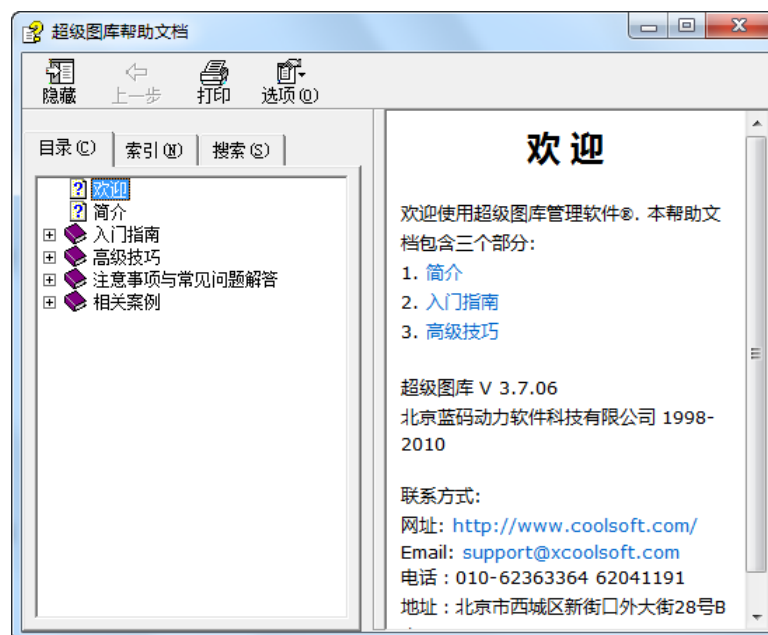 超级图库帮助文档
隐藏 上一步 打印 选项(O)
目录(C) 索引(N) 搜索(S)
欢迎
简介
入门指南
高级技巧
注意事项与常见问题解答
相关案例
欢 迎
欢迎使用超级图库管理软件®. 本帮助文
档包含三个部分:
1. 简介
2. 入门指南
3. 高级技巧
超级图库 V 3.7.06
北京蓝码动力软件科技有限公司 1998-
2010
联系方式:
网址: http://www.coolsoft.com/
Email: support@xcoolsoft.com
电话：010-62363364 62041191
地址：北京市西城区新街口外大街28号B